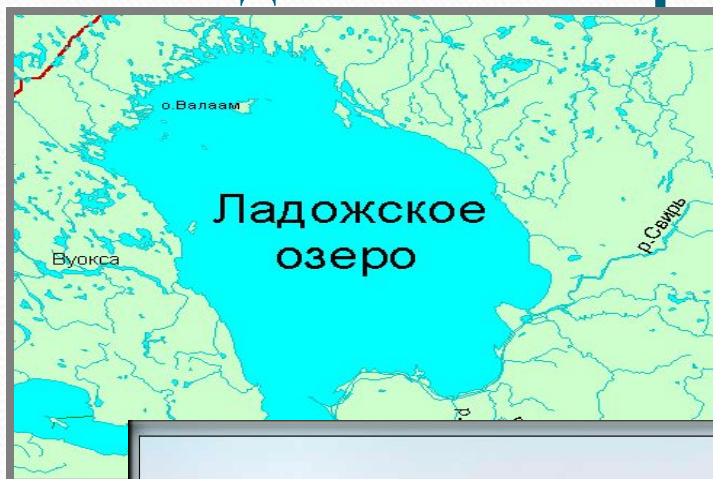 о.Валаам
Ладожское
озеро
Вуокса
р.Свирь